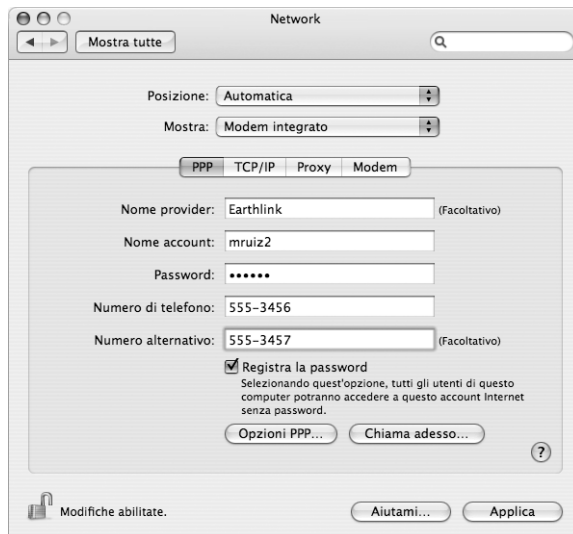 Network
Mostra tutte
Posizione: Automatica
Mostra: Modem integrato
PPP TCP/IP Proxy Modem
Nome provider: Earthlink (Facoltativo)
Nome account: mruiz2
Password: ••••••
Numero di telefono: 555-3456
Numero alternativo: 555-3457 (Facoltativo)
Registra la password
Selezionando quest'opzione, tutti gli utenti di questo
computer potranno accedere a questo account Internet
senza password.
Opzioni PPP... Chiama adesso...
?
Modifiche abilitate. Aiutami... Applica